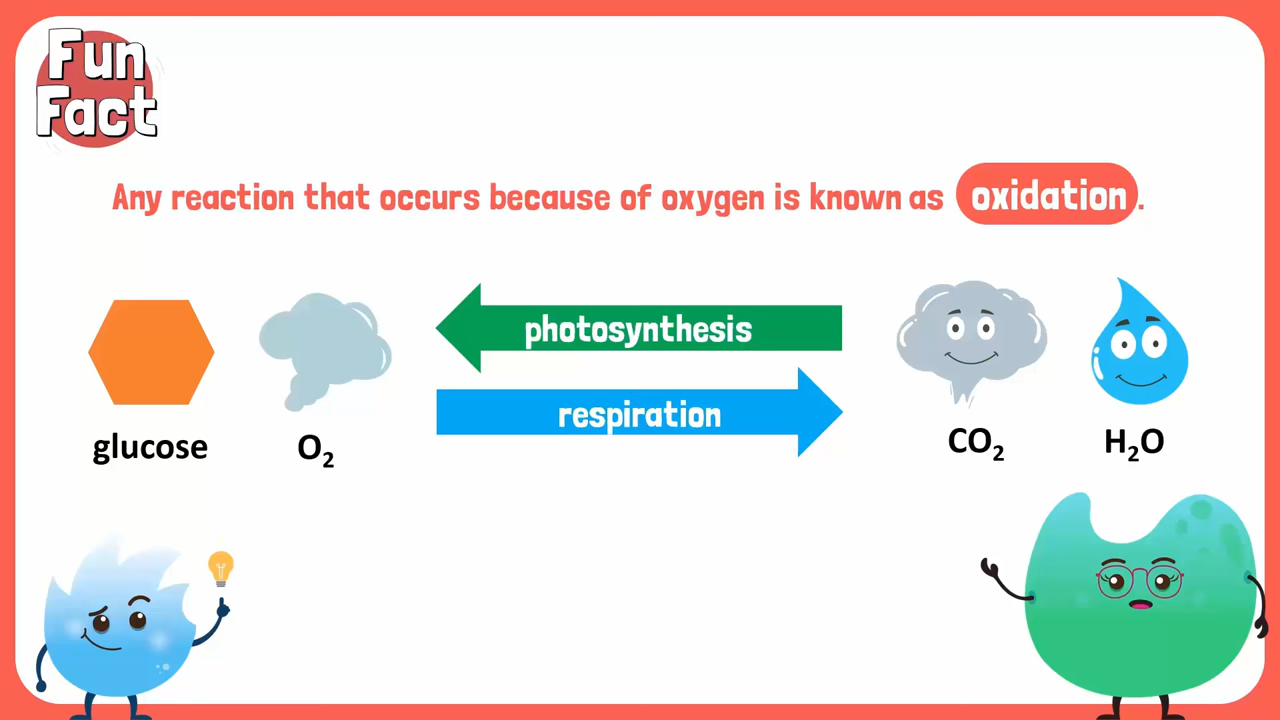 Fun
Fact
Any reaction that occurs because of oxygen is known as oxidation.
photosynthesis
respiration
glucose
O₂
CO₂
H₂O